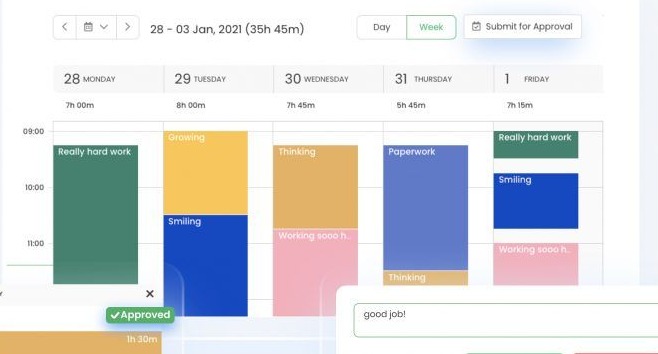 28 - 03 Jan, 2021 (35h 45m)
Day
Week
Submit for Approval
28 MONDAY
29 TUESDAY
30 WEDNESDAY
31 THURSDAY
1 FRIDAY
7h 00m
8h 00m
7h 45m
5h 45m
7h 15m
09:00
Growing
Really hard work
Really hard work
Thinking
Paperwork
10:00
Smiling
Smiling
11:00
Working sooo h..
Working sooo h..
Thinking
Approved
good job!
1h 30m